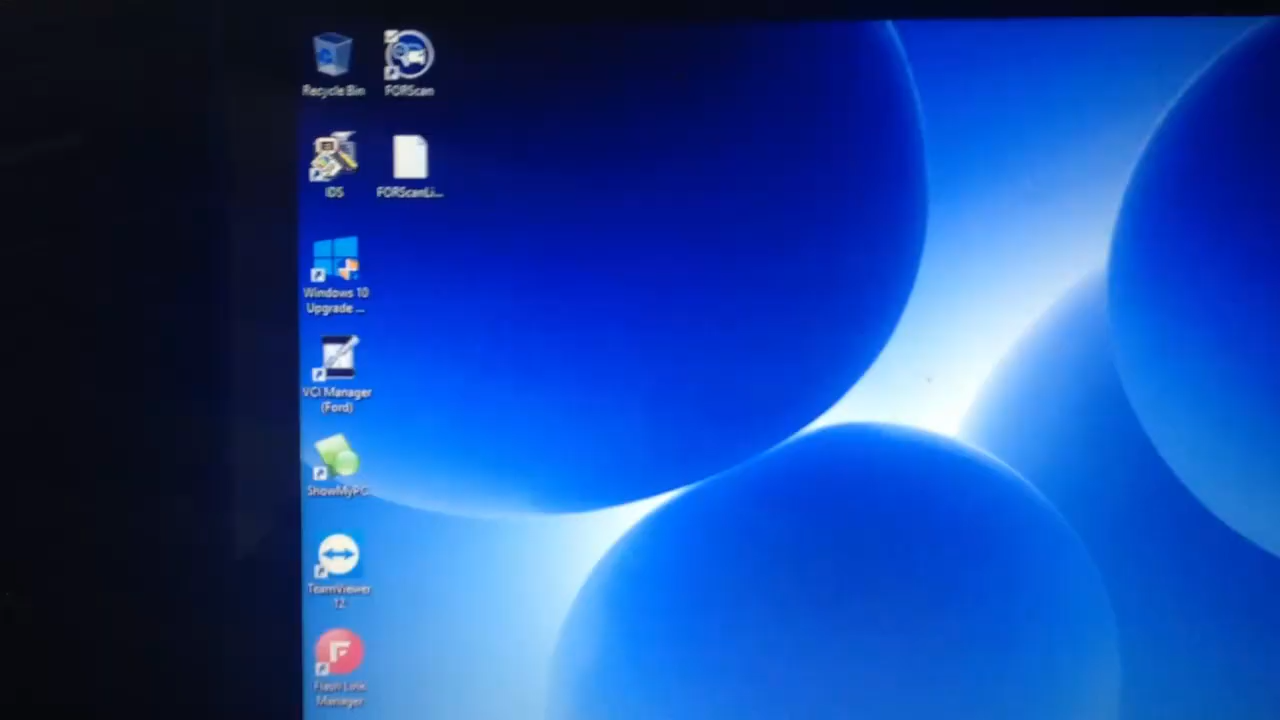 Recycle Bin
FORScan
IDS
FORScanLi...
Windows 10
Upgrade ...
VCI Manager
(Ford)
ShowMyPC
TeamViewer
12
Flash Link
Manager